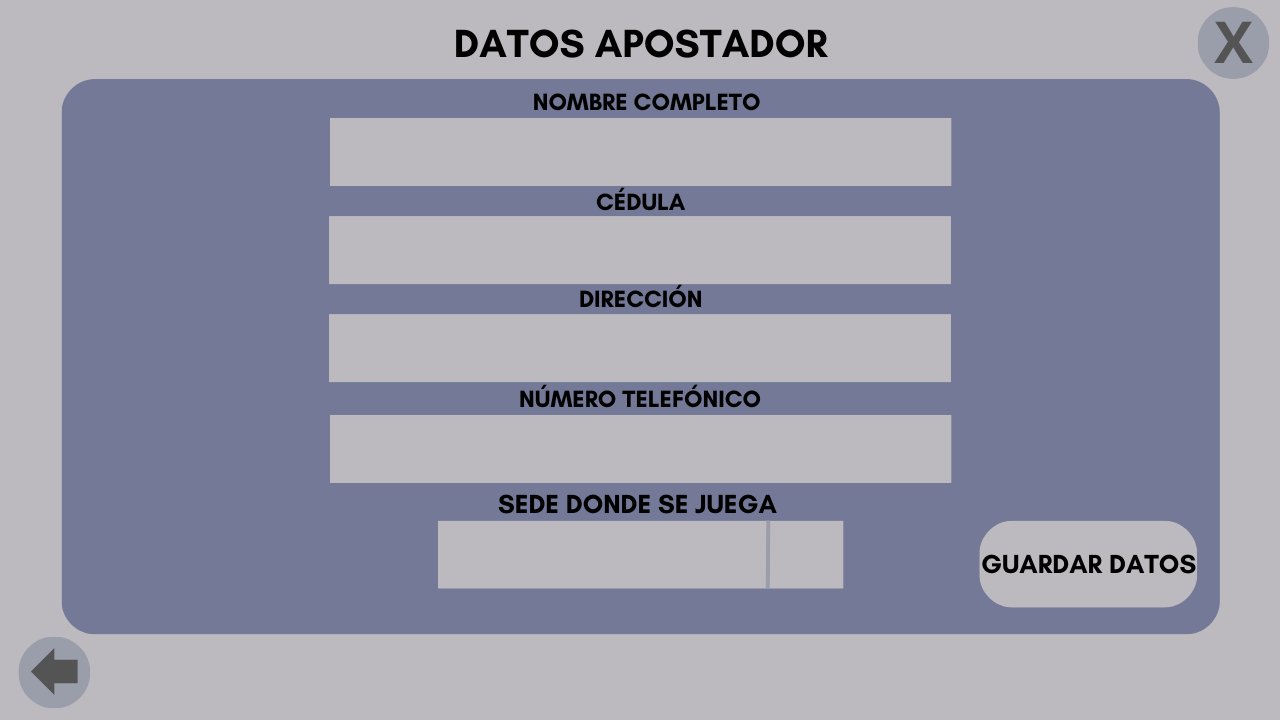 DATOS APOSTADOR
X
NOMBRE COMPLETO
CÉDULA
DIRECCIÓN
NÚMERO TELEFÓNICO
SEDE DONDE SE JUEGA
GUARDAR DATOS